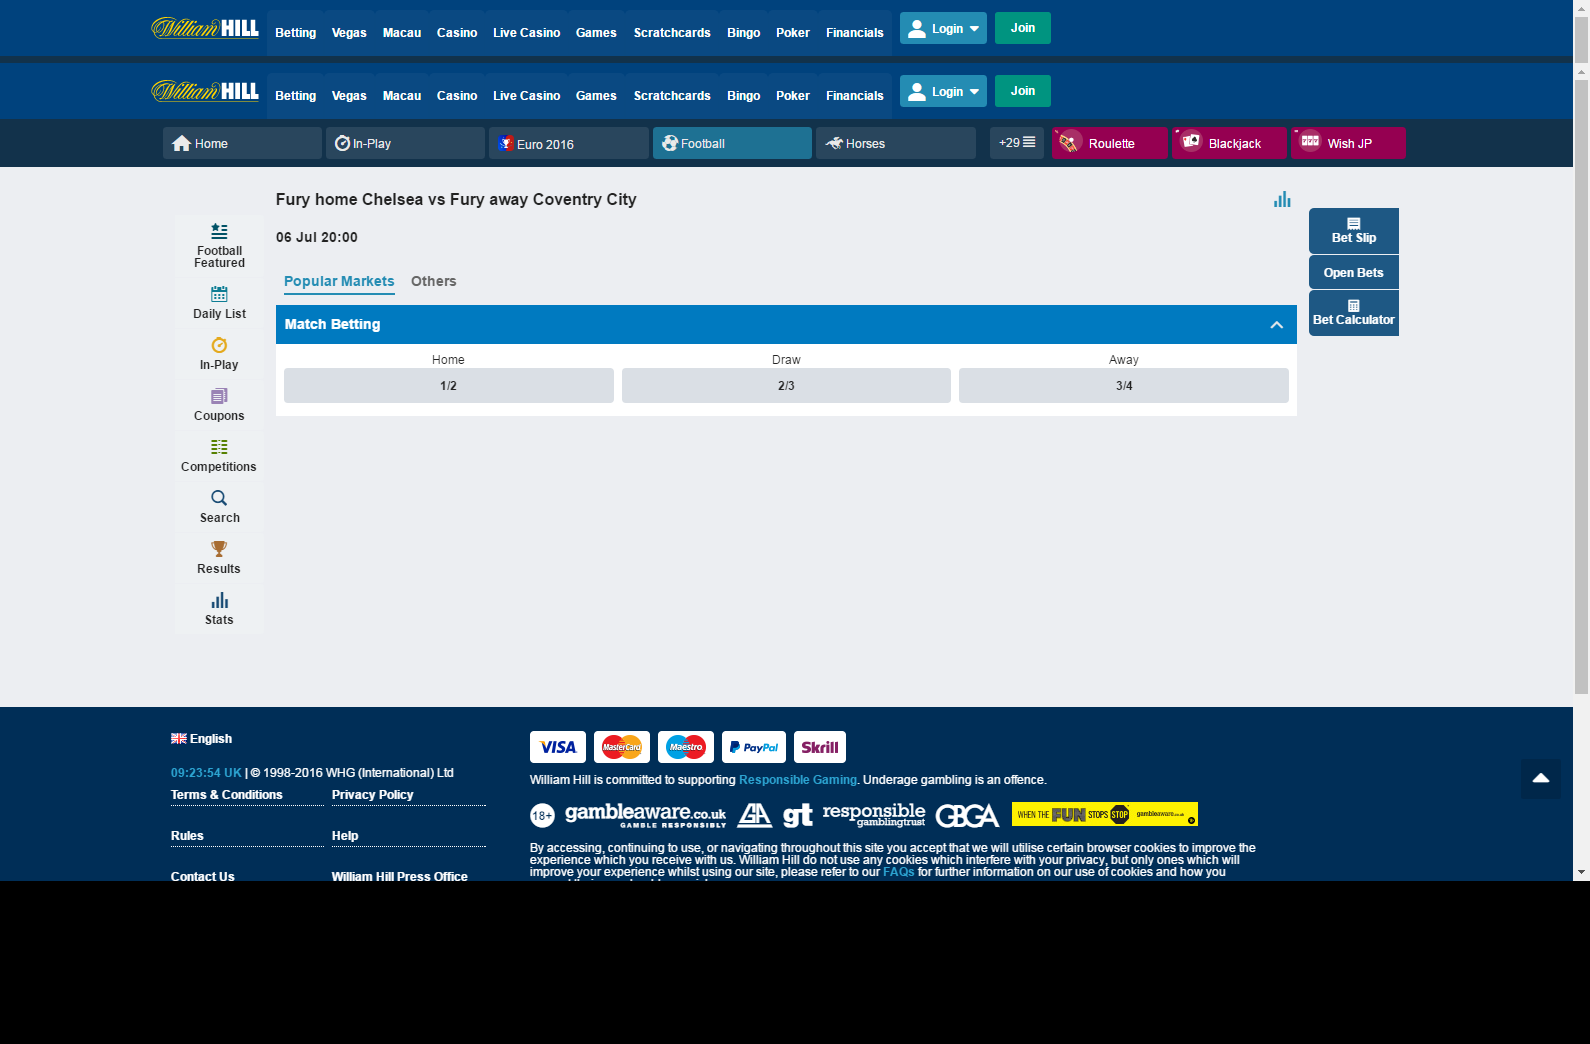 William HILL Betting Vegas Macau Casino Live Casino Games Scratchcards Bingo Poker Financials Login Join
William HILL Betting Vegas Macau Casino Live Casino Games Scratchcards Bingo Poker Financials Login Join
Home In-Play Euro 2016 Football Horses +29 Roulette Blackjack Wish JP
Fury home Chelsea vs Fury away Coventry City
06 Jul 20:00
Popular Markets Others
Match Betting
Home Draw Away
1/2 2/3 3/4
Football
Featured
Daily List
In-Play
Coupons
Competitions
Search
Results
Stats
Bet Slip
Open Bets
Bet Calculator
English
09:23:54 UK | © 1998-2016 WHG (International) Ltd
Terms & Conditions Privacy Policy
Rules Help
Contact Us William Hill Press Office
VISA MasterCard Maestro PayPal Skrill
William Hill is committed to supporting Responsible Gaming. Underage gambling is an offence.
18+ gambleaware.co.uk GAMBLE RESPONSIBLY GA gt responsible gamblingtrust GBGA WHEN THE FUN STOPS STOP gambleaware.co.uk
By accessing, continuing to use, or navigating throughout this site you accept that we will utilise certain browser cookies to improve the
experience which you receive with us. William Hill do not use any cookies which interfere with your privacy, but only ones which will
improve your experience whilst using our site, please refer to our FAQs for further information on our use of cookies and how you